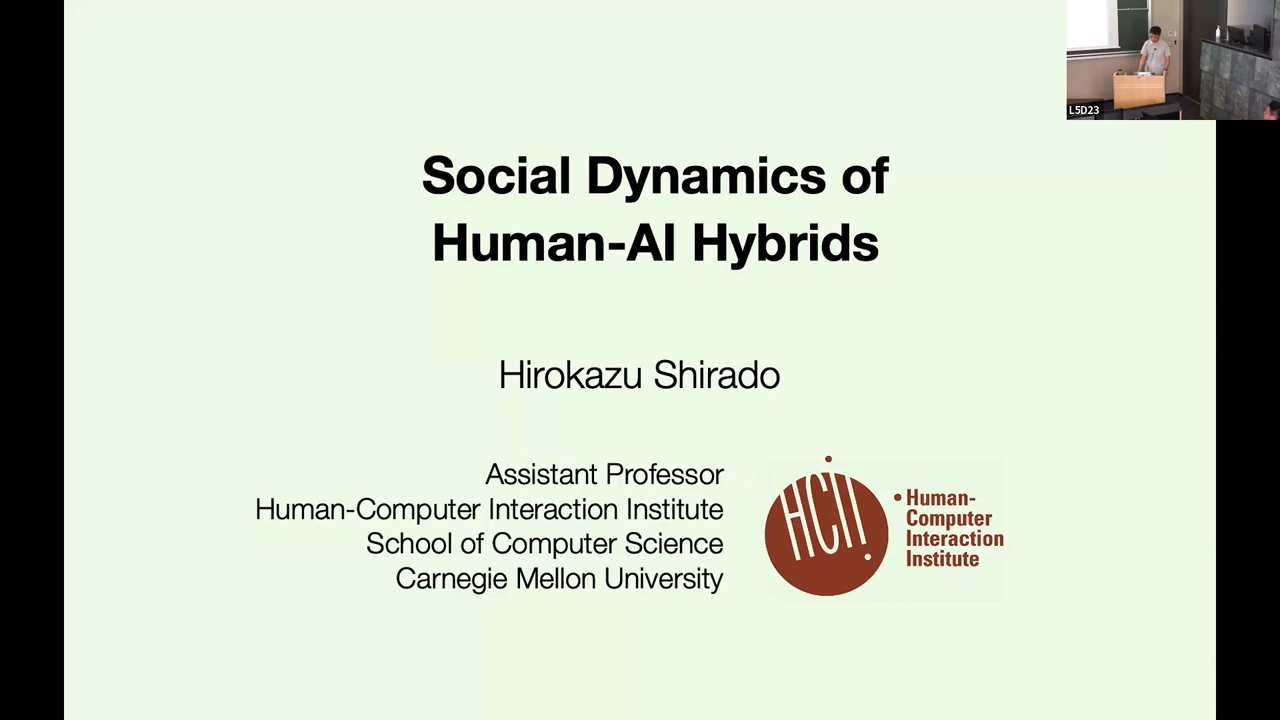 L5D23
Social Dynamics of
Human-AI Hybrids
Hirokazu Shirado
Assistant Professor
Human-Computer Interaction Institute
School of Computer Science
Carnegie Mellon University
HCII
Human-
Computer
Interaction
Institute